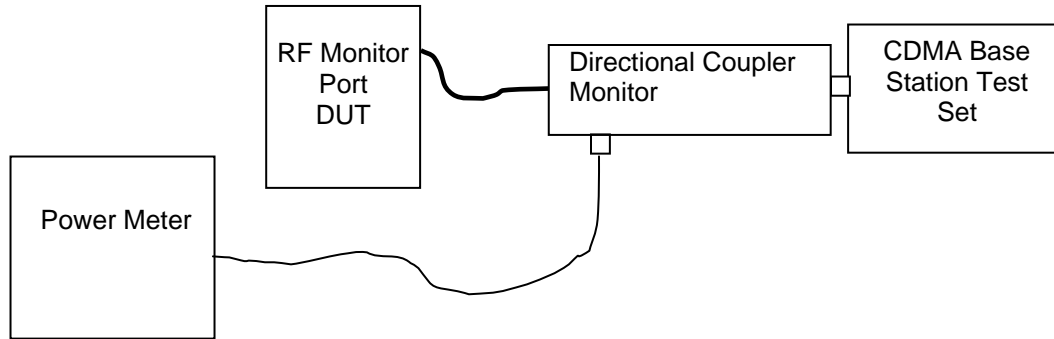 RF Monitor
Port
DUT
Directional Coupler
Monitor
CDMA Base
Station Test
Set
Power Meter